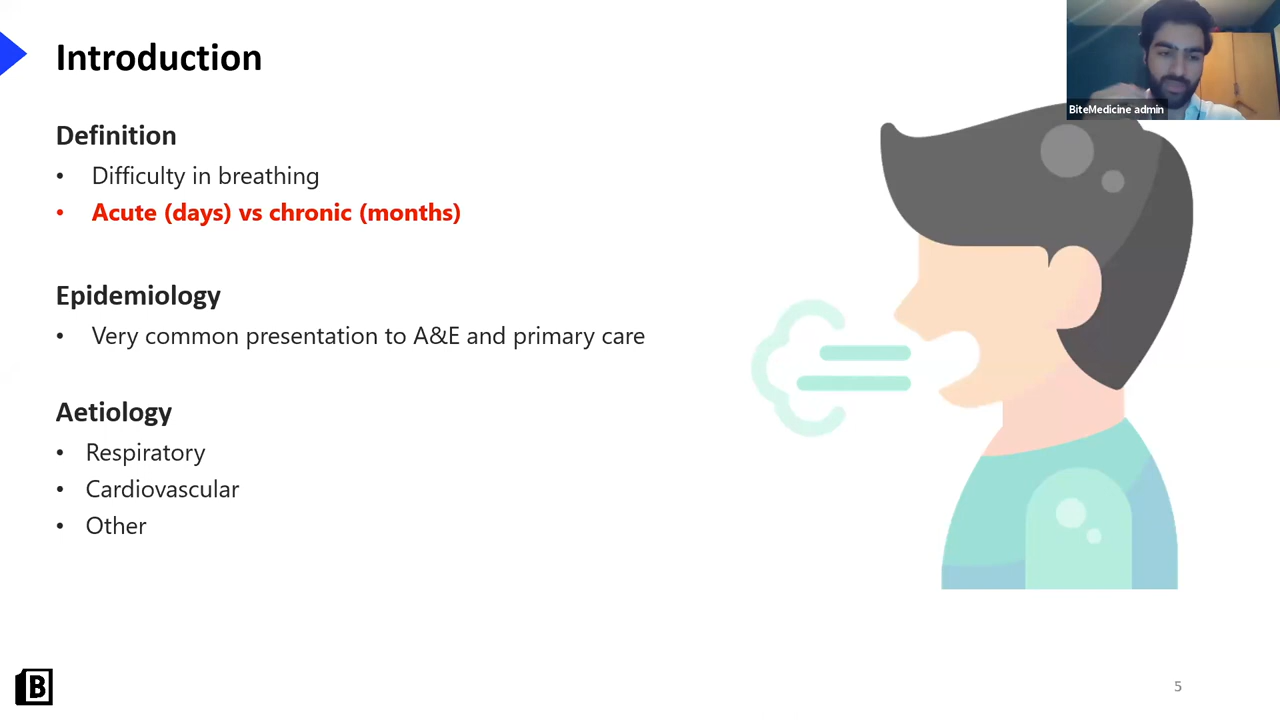 Introduction
BiteMedicine admin
Definition
• Difficulty in breathing
• Acute (days) vs chronic (months)
Epidemiology
• Very common presentation to A&E and primary care
Aetiology
• Respiratory
• Cardiovascular
• Other
B
5